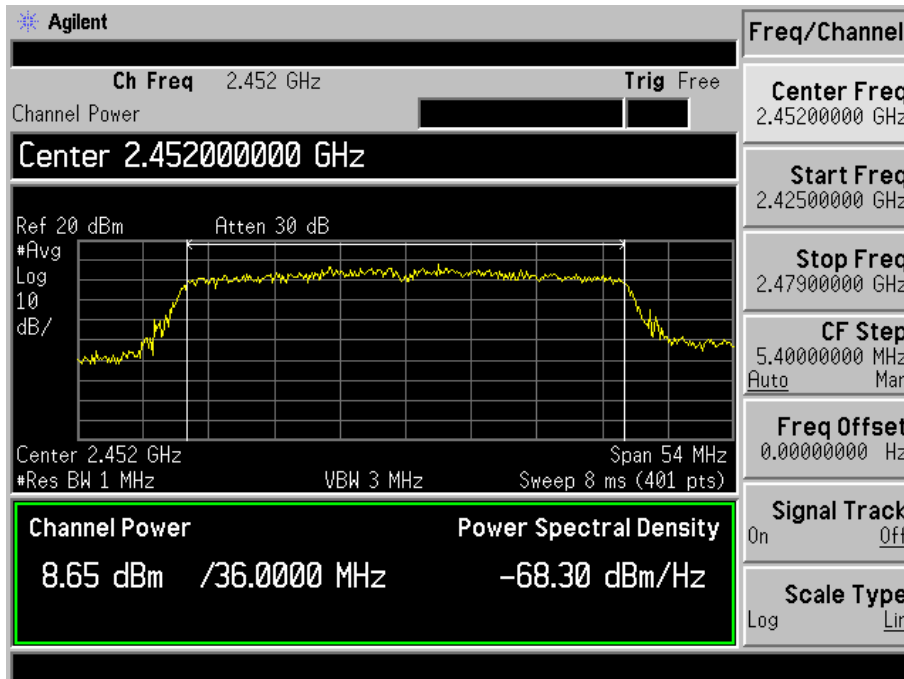 Agilent
Freq/Channel
Ch Freq 2.452 GHz Trig Free
Channel Power
Center 2.452000000 GHz
Ref 20 dBm Atten 30 dB
#Avg
Log
10
dB/
Center 2.452 GHz Span 54 MHz
#Res BW 1 MHz VBW 3 MHz Sweep 8 ms (401 pts)
Channel Power Power Spectral Density
8.65 dBm /36.0000 MHz -68.30 dBm/Hz
Center Freq
2.45200000 GHz
Start Freq
2.42500000 GHz
Stop Freq
2.47900000 GHz
CF Step
5.40000000 MHz
Auto Man
Freq Offset
0.00000000 Hz
Signal Track
On Off
Scale Type
Log Lin